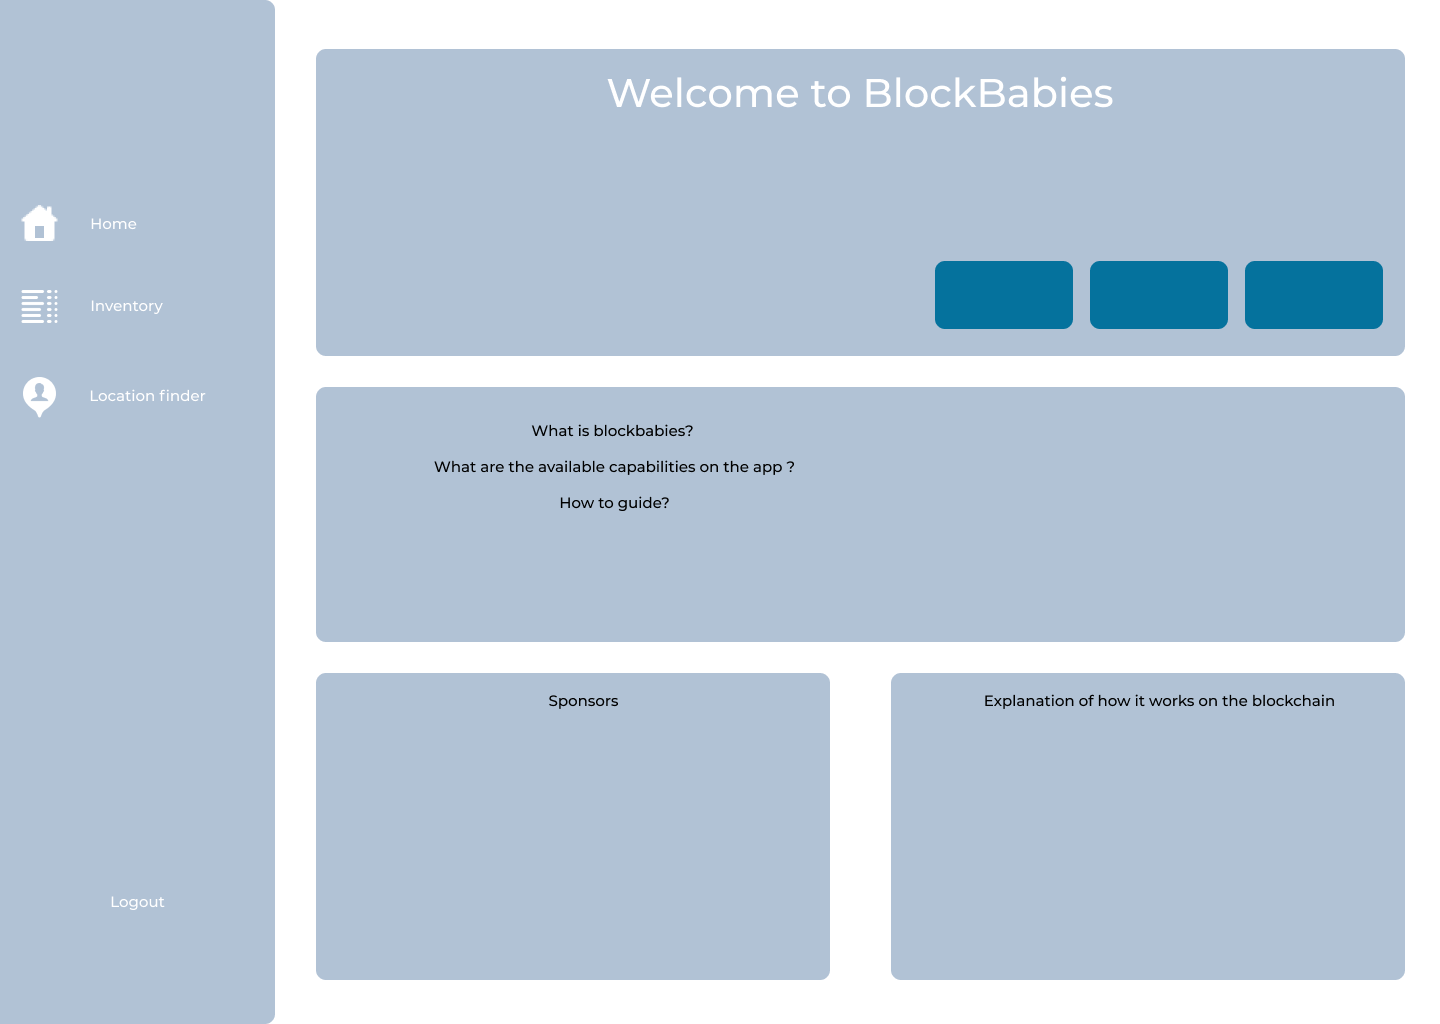 Welcome to BlockBabies
Home
Inventory
Location finder
What is blockbabies?
What are the available capabilities on the app ?
How to guide?
Sponsors
Explanation of how it works on the blockchain
Logout